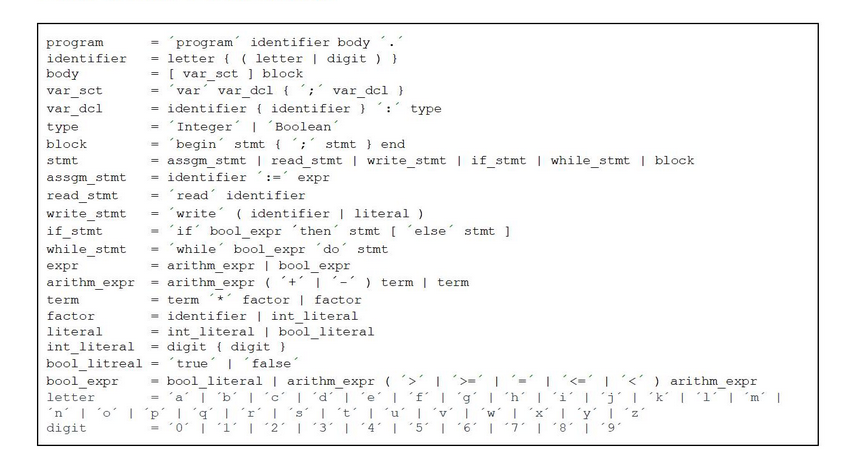 program = ´program´ identifier body ´.´
identifier = letter { ( letter | digit ) }
body = [ var_sct ] block
var_sct = ´var´ var_dcl { ´;´ var_dcl }
var_dcl = identifier { identifier } ´:´ type
type = ´Integer´ | ´Boolean´
block = ´begin´ stmt { ´;´ stmt } end
stmt = assgm_stmt | read_stmt | write_stmt | if_stmt | while_stmt | block
assgm_stmt = identifier ´:=´ expr
read_stmt = ´read´ identifier
write_stmt = ´write´ ( identifier | literal )
if_stmt = ´if´ bool_expr ´then´ stmt [ ´else´ stmt ]
while_stmt = ´while´ bool_expr ´do´ stmt
expr = arithm_expr | bool_expr
arithm_expr = arithm_expr ( ´+´ | ´-´ ) term | term
term = term ´*´ factor | factor
factor = identifier | int_literal
literal = int_literal | bool_literal
int_literal = digit { digit }
bool_litreal = ´true´ | ´false´
bool_expr = bool_literal | arithm_expr ( ´>´ | ´>=´ | ´=´ | ´<=´ | ´<´ ) arithm_expr
letter = ´a´ | ´b´ | ´c´ | ´d´ | ´e´ | ´f´ | ´g´ | ´h´ | ´i´ | ´j´ | ´k´ | ´l´ | ´m´ |
´n´ | ´o´ | ´p´ | ´q´ | ´r´ | ´s´ | ´t´ | ´u´ | ´v´ | ´w´ | ´x´ | ´y´ | ´z´
digit = ´0´ | ´1´ | ´2´ | ´3´ | ´4´ | ´5´ | ´6´ | ´7´ | ´8´ | ´9´